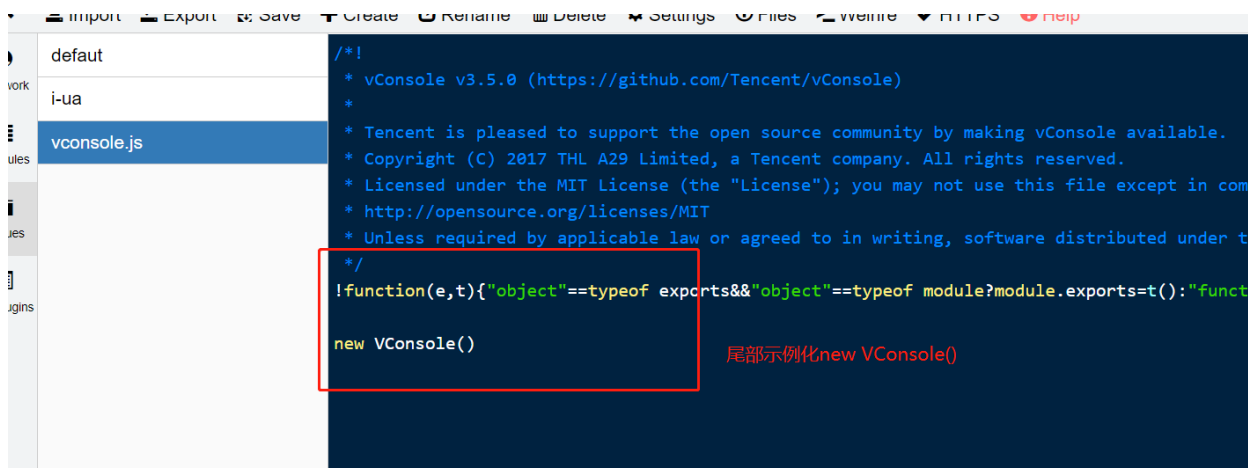 Import Export Save Create Rename Delete Settings Files Weinre HTTPS Help
work
ules
ues
ugins
defaut
i-ua
vconsole.js
/*!
* vConsole v3.5.0 (https://github.com/Tencent/vConsole)
*
* Tencent is pleased to support the open source community by making vConsole available.
* Copyright (C) 2017 THL A29 Limited, a Tencent company. All rights reserved.
* Licensed under the MIT License (the "License"); you may not use this file except in com
* http://opensource.org/licenses/MIT
* Unless required by applicable law or agreed to in writing, software distributed under t
*/
!function(e,t){"object"==typeof exports&&"object"==typeof module?module.exports=t():"funct
new VConsole()
尾部示例化new VConsole()